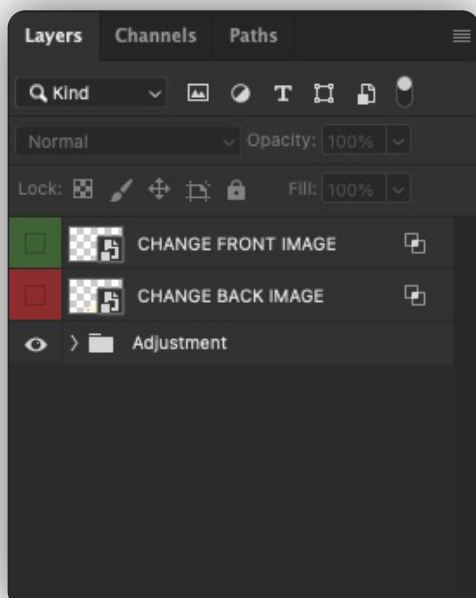 Layers Channels Paths
Kind
Normal Opacity: 100%
Lock: Fill: 100%
CHANGE FRONT IMAGE
CHANGE BACK IMAGE
Adjustment